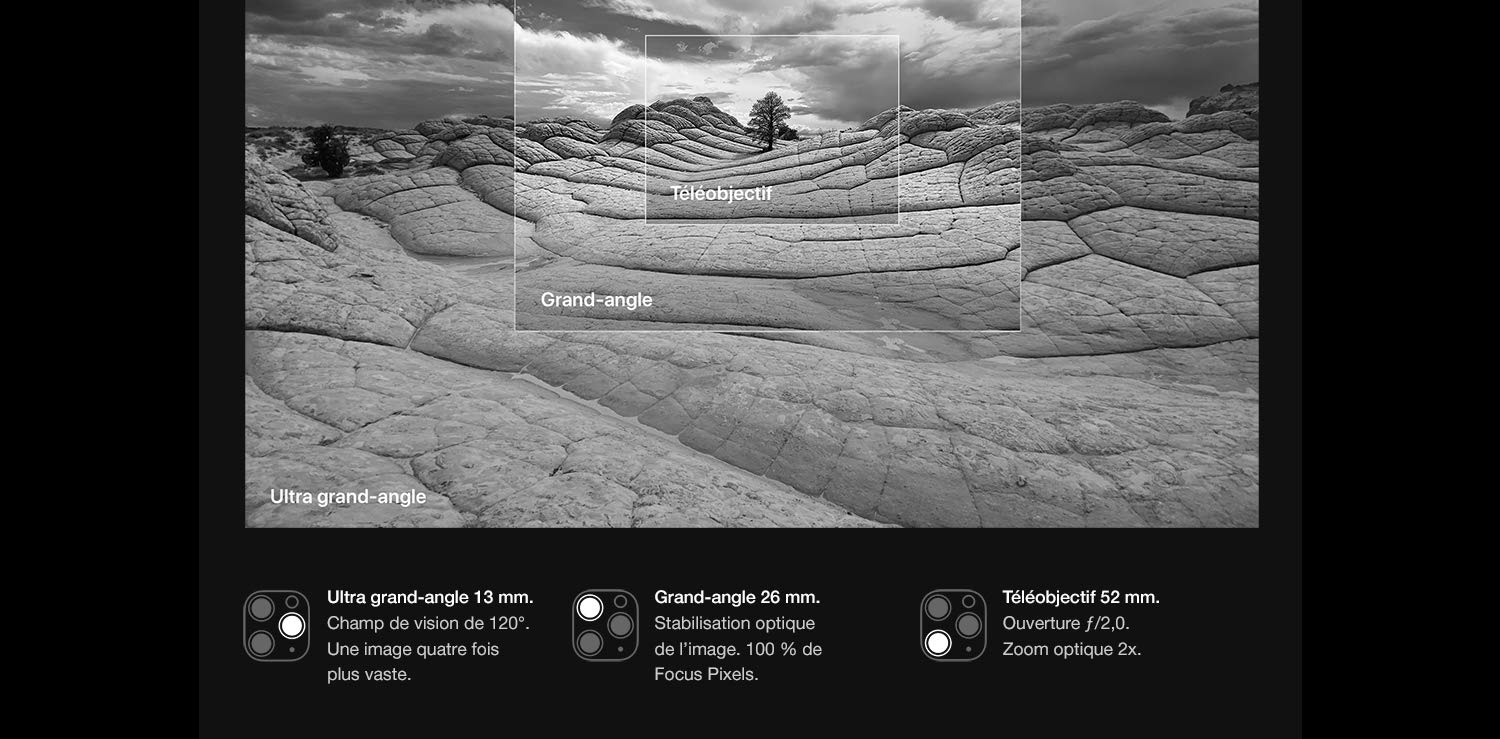 Téléobjectif
Grand-angle
Ultra grand-angle
Ultra grand-angle 13 mm.
Champ de vision de 120°.
Une image quatre fois
plus vaste.
Grand-angle 26 mm.
Stabilisation optique
de l’image. 100 % de
Focus Pixels.
Téléobjectif 52 mm.
Ouverture ƒ/2,0.
Zoom optique 2x.